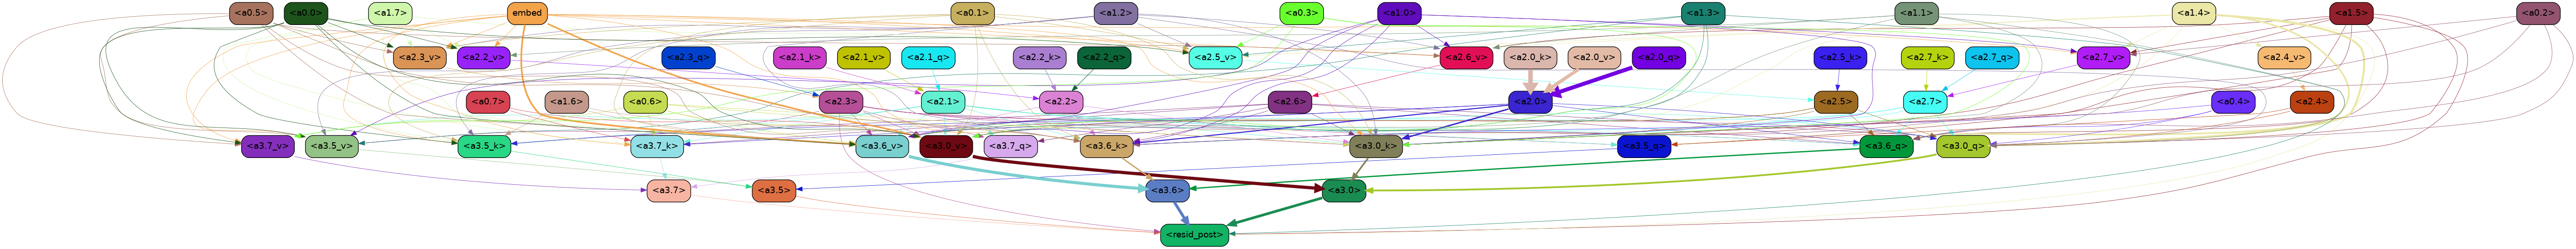 <a0.5> <a0.0> <a1.7> embed <a0.1> <a1.2> <a0.3> <a1.0> <a1.3> <a1.1> <a1.4> <a1.5> <a0.2>
<a2.3_v> <a2.2_v> <a2.3_q> <a2.1_k> <a2.1_v> <a2.1_q> <a2.2_k> <a2.2_q> <a2.5_v> <a2.6_v> <a2.0_k> <a2.0_v> <a2.0_q> <a2.5_k> <a2.7_k> <a2.7_q> <a2.7_v> <a2.4_v>
<a0.7> <a1.6> <a0.6> <a2.3> <a2.1> <a2.2> <a2.6> <a2.0> <a2.5> <a2.7> <a0.4> <a2.4>
<a3.7_v> <a3.5_v> <a3.5_k> <a3.7_k> <a3.6_v> <a3.0_v> <a3.7_q> <a3.6_k> <a3.0_k> <a3.5_q> <a3.6_q> <a3.0_q>
<a3.7> <a3.5> <a3.6> <a3.0>
<resid_post>